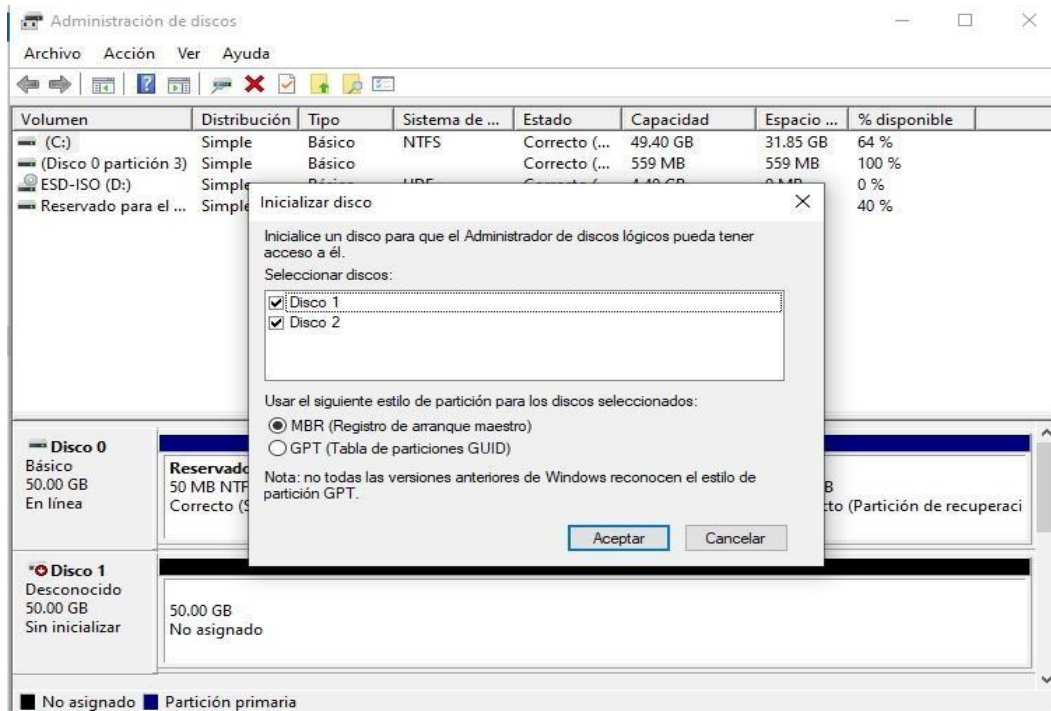 Administración de discos
Archivo Acción Ver Ayuda
Volumen Distribución Tipo Sistema de ... Estado Capacidad Espacio ... % disponible
(C:) Simple Básico NTFS Correcto (... 49.40 GB 31.85 GB 64 %
(Disco 0 partición 3) Simple Básico Correcto (... 559 MB 559 MB 100 %
ESD-ISO (D:) Simple 0 %
Reservado para el ... Simple 40 %
Inicializar disco
Inicialice un disco para que el Administrador de discos lógicos pueda tener
acceso a él.
Seleccionar discos:
Disco 1
Disco 2
Usar el siguiente estilo de partición para los discos seleccionados:
MBR (Registro de arranque maestro)
GPT (Tabla de particiones GUID)
Nota: no todas las versiones anteriores de Windows reconocen el estilo de
partición GPT.
Aceptar Cancelar
Disco 0
Básico
50.00 GB
En línea
Reservado
50 MB NTF
Correcto (S
B
cto (Partición de recuperaci
Disco 1
Desconocido
50.00 GB
Sin inicializar
50.00 GB
No asignado
No asignado Partición primaria